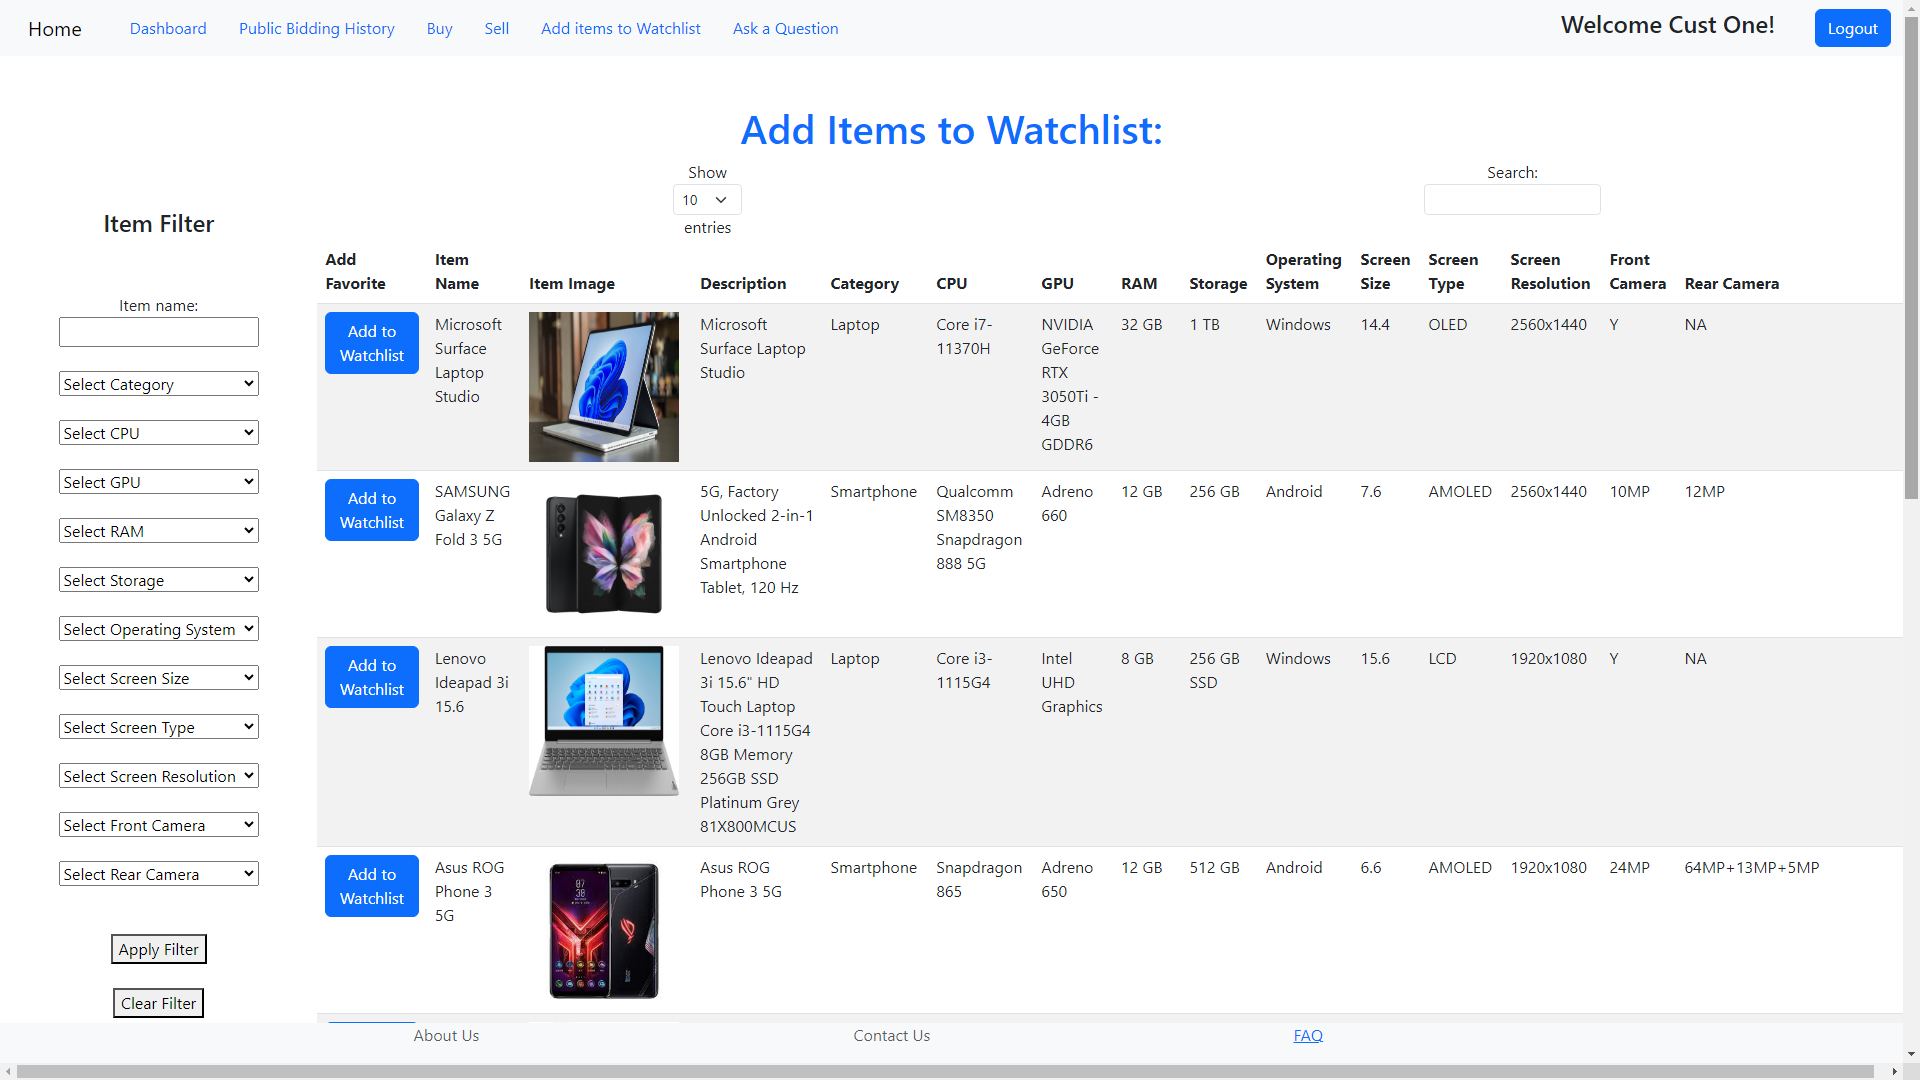 Home Dashboard Public Bidding History Buy Sell Add items to Watchlist Ask a Question Welcome Cust One! Logout
Add Items to Watchlist:
Show
10
entries
Search:
Item Filter
Item name:
Select Category
Select CPU
Select GPU
Select RAM
Select Storage
Select Operating System
Select Screen Size
Select Screen Type
Select Screen Resolution
Select Front Camera
Select Rear Camera
Apply Filter
Clear Filter
Add Operating Screen Screen Screen Front
Favorite Item Name Item Image Description Category CPU GPU RAM Storage System Size Type Resolution Camera Rear Camera
Add to
Watchlist
Microsoft
Surface
Laptop
Studio
Microsoft
Surface Laptop
Studio
Laptop
Core i7-
11370H
NVIDIA
GeForce
RTX
3050Ti -
4GB
GDDR6
32 GB
1 TB
Windows
14.4
OLED
2560x1440
Y
NA
Add to
Watchlist
SAMSUNG
Galaxy Z
Fold 3 5G
5G, Factory
Unlocked 2-in-1
Android
Smartphone
Tablet, 120 Hz
Smartphone
Qualcomm
SM8350
Snapdragon
888 5G
Adreno
660
12 GB
256 GB
Android
7.6
AMOLED
2560x1440
10MP
12MP
Add to
Watchlist
Lenovo
Ideapad 3i
15.6
Lenovo Ideapad
3i 15.6" HD
Touch Laptop
Core i3-1115G4
8GB Memory
256GB SSD
Platinum Grey
81X800MCUS
Laptop
Core i3-
1115G4
Intel
UHD
Graphics
8 GB
256 GB
SSD
Windows
15.6
LCD
1920x1080
Y
NA
Add to
Watchlist
Asus ROG
Phone 3
5G
07
38
Asus ROG
Phone 3 5G
Smartphone
Snapdragon
865
Adreno
650
12 GB
512 GB
Android
6.6
AMOLED
1920x1080
24MP
64MP+13MP+5MP
About Us Contact Us FAQ